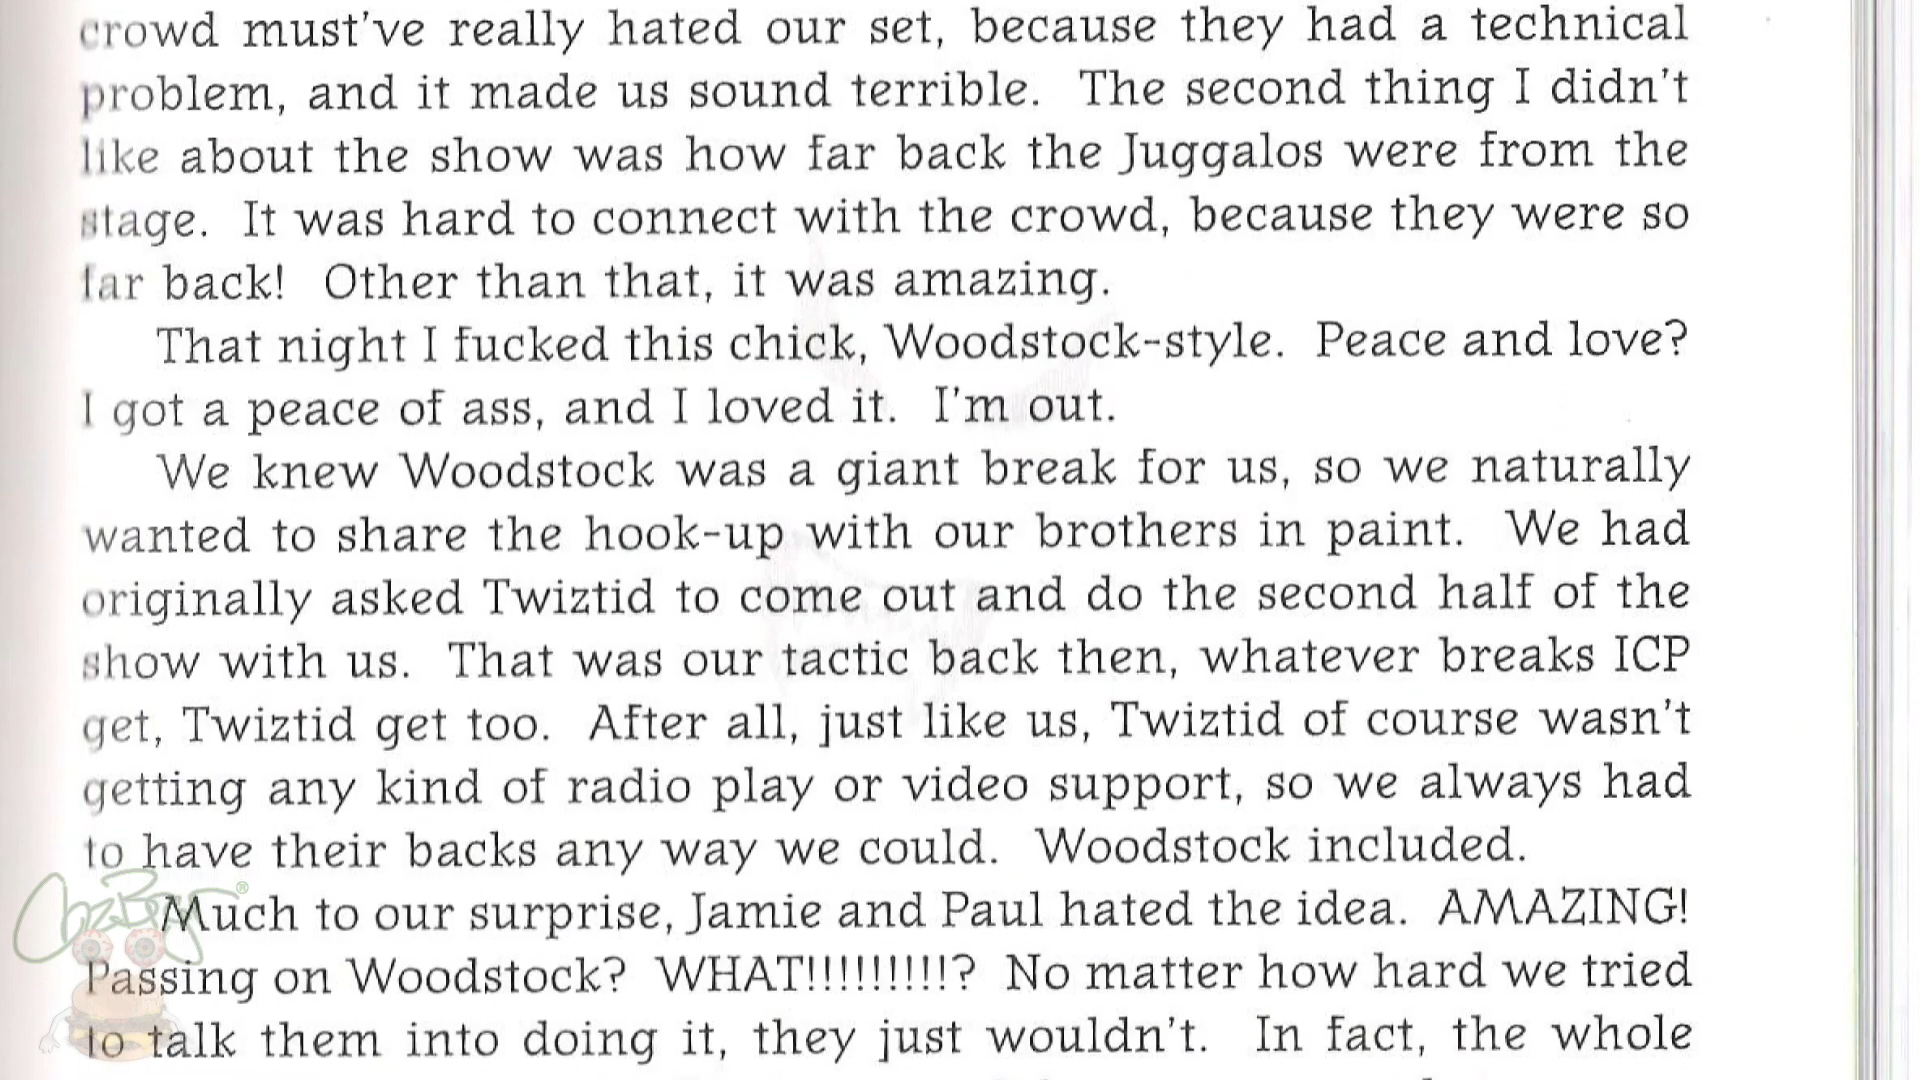 crowd must've really hated our set, because they had a technical
problem, and it made us sound terrible. The second thing I didn't
like about the show was how far back the Juggalos were from the
stage. It was hard to connect with the crowd, because they were so
far back! Other than that, it was amazing.
That night I fucked this chick, Woodstock-style. Peace and love?
I got a peace of ass, and I loved it. I'm out.
We knew Woodstock was a giant break for us, so we naturally
wanted to share the hook-up with our brothers in paint. We had
originally asked Twiztid to come out and do the second half of the
show with us. That was our tactic back then, whatever breaks ICP
get, Twiztid get too. After all, just like us, Twiztid of course wasn't
getting any kind of radio play or video support, so we always had
to have their backs any way we could. Woodstock included.
Much to our surprise, Jamie and Paul hated the idea. AMAZING!
Passing on Woodstock? WHAT!!!!!!!!!? No matter how hard we tried
to talk them into doing it, they just wouldn't. In fact, the whole